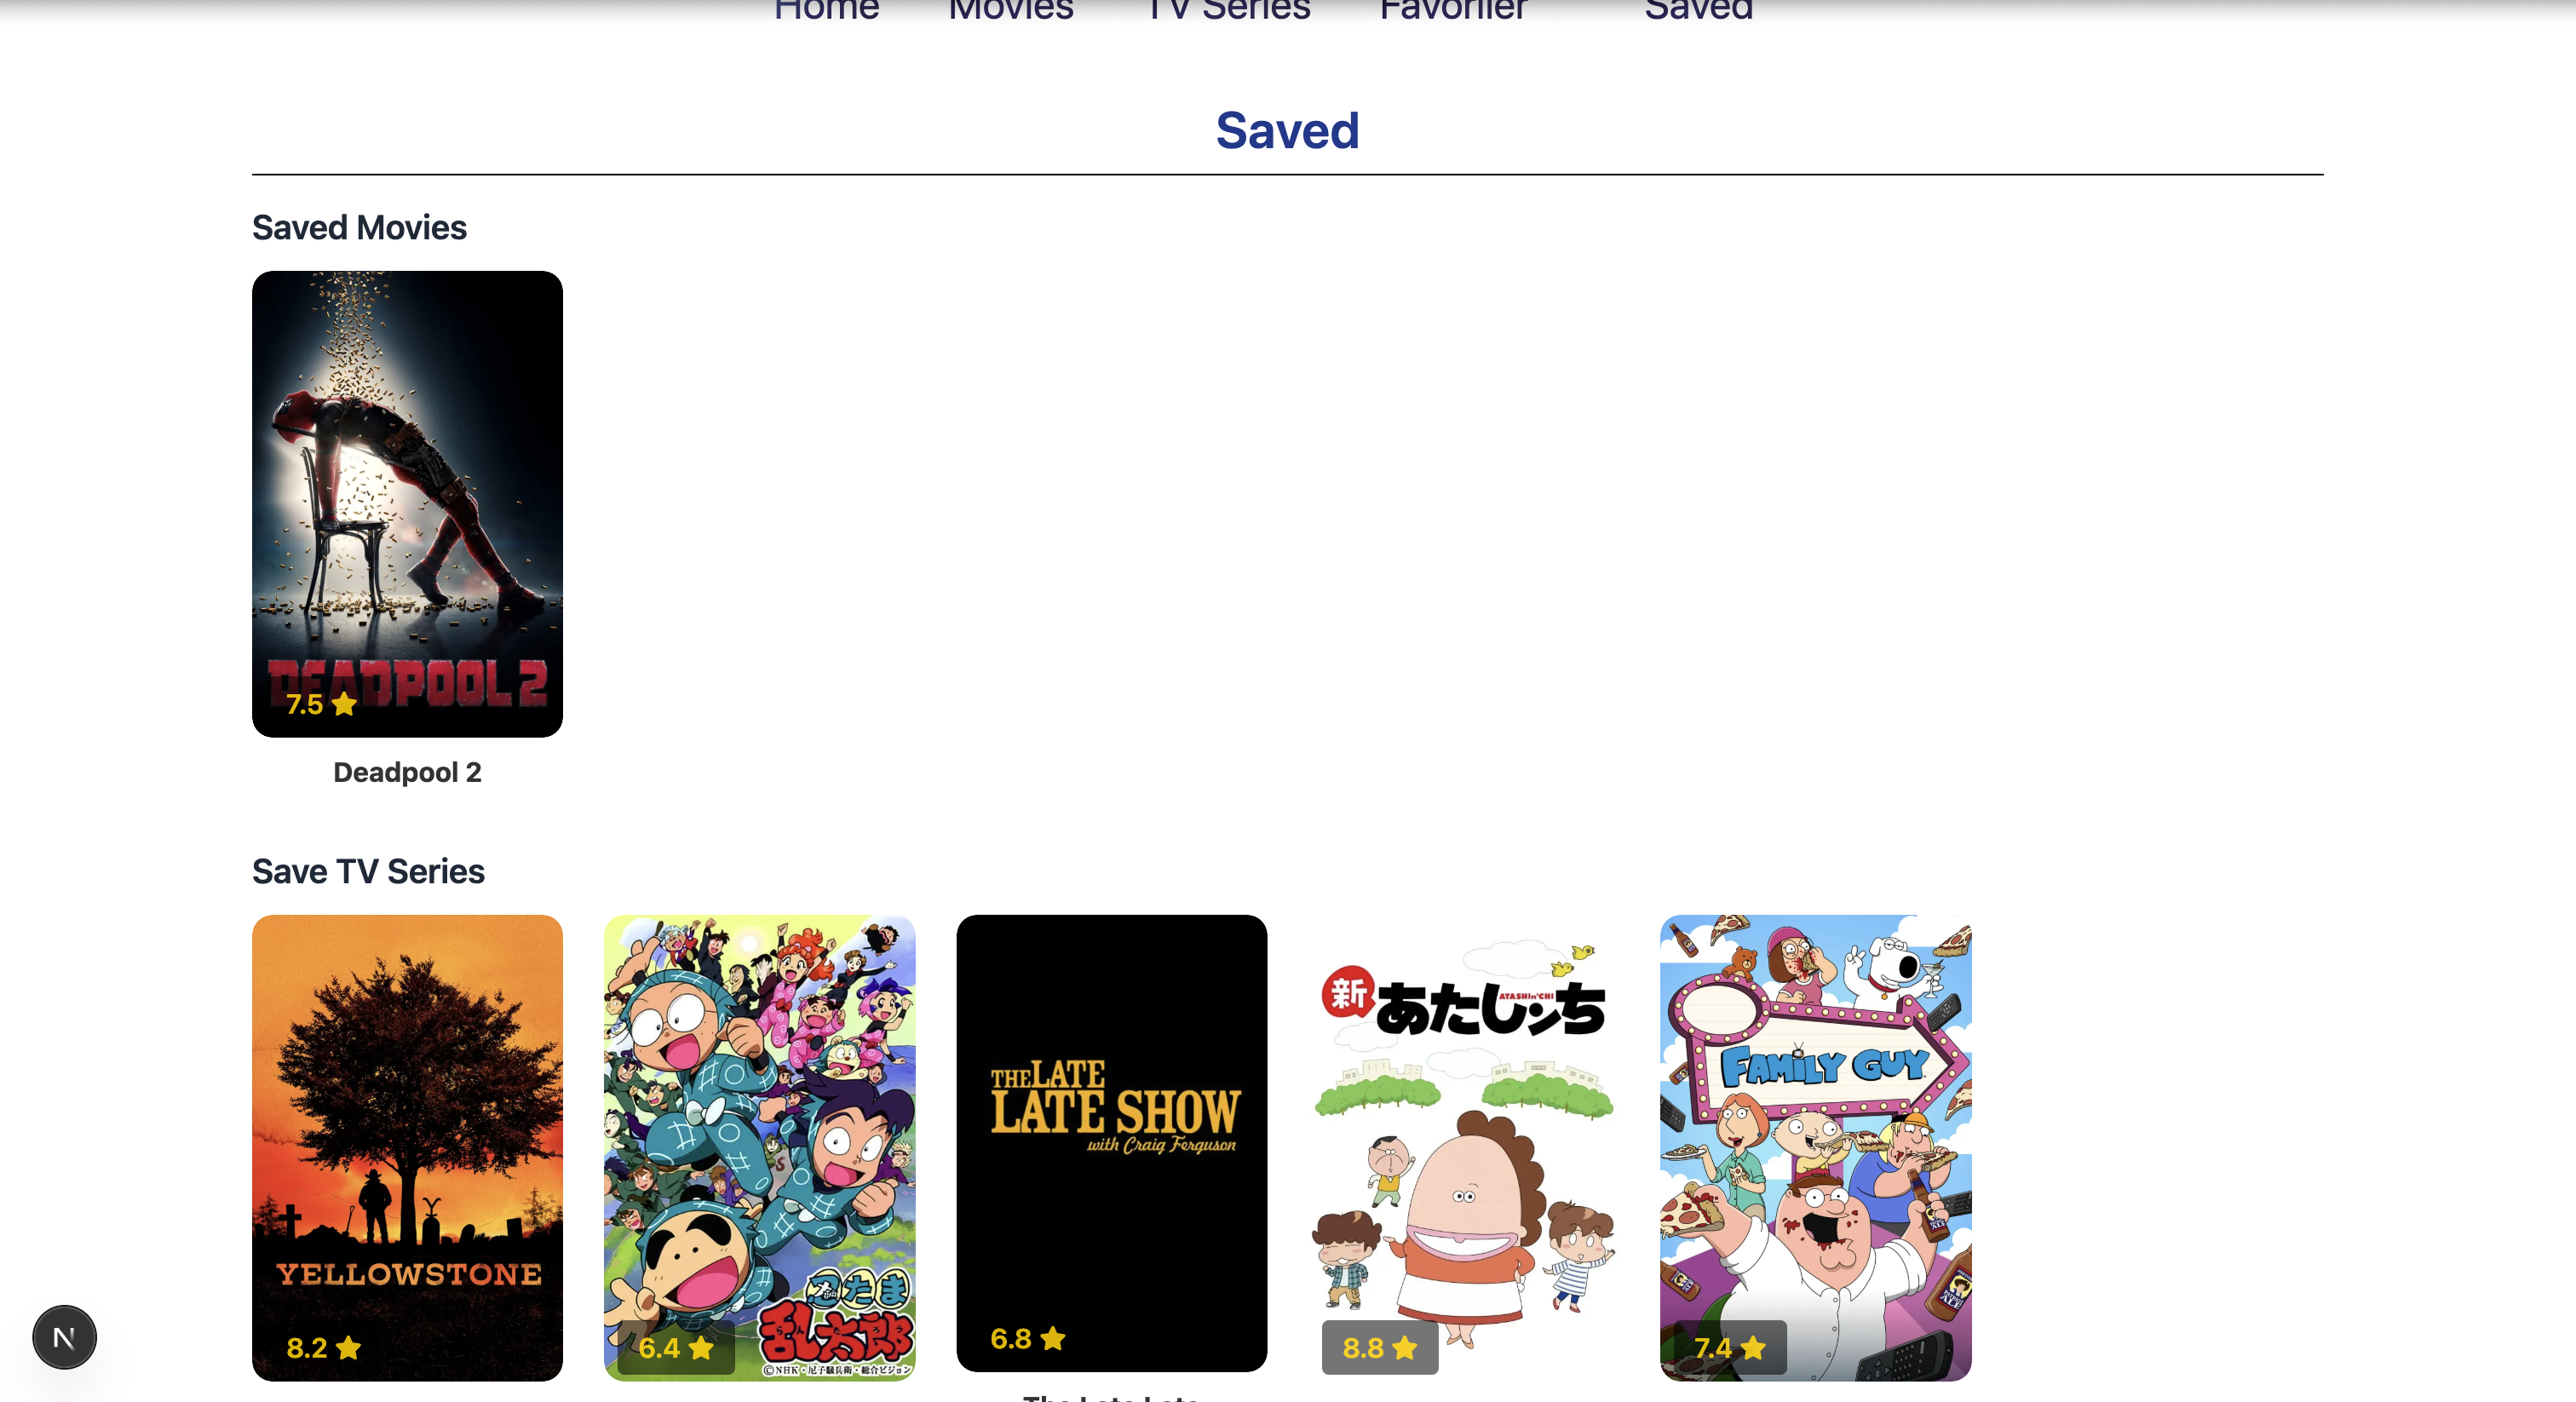 Home Movies TV Series Favoriler Saved
Saved
Saved Movies
DEADPOOL 2
7.5
Deadpool 2
Save TV Series
YELLOWSTONE
8.2
忍たま
乱太郎
©NHK・尼子騒兵衛・総合ビジョン
6.4
THE LATE
LATE SHOW
with Craig Ferguson
6.8
The Late Late
新あたしンち
ATASHIn'CHI
8.8
FAMILY GUY
7.4
N